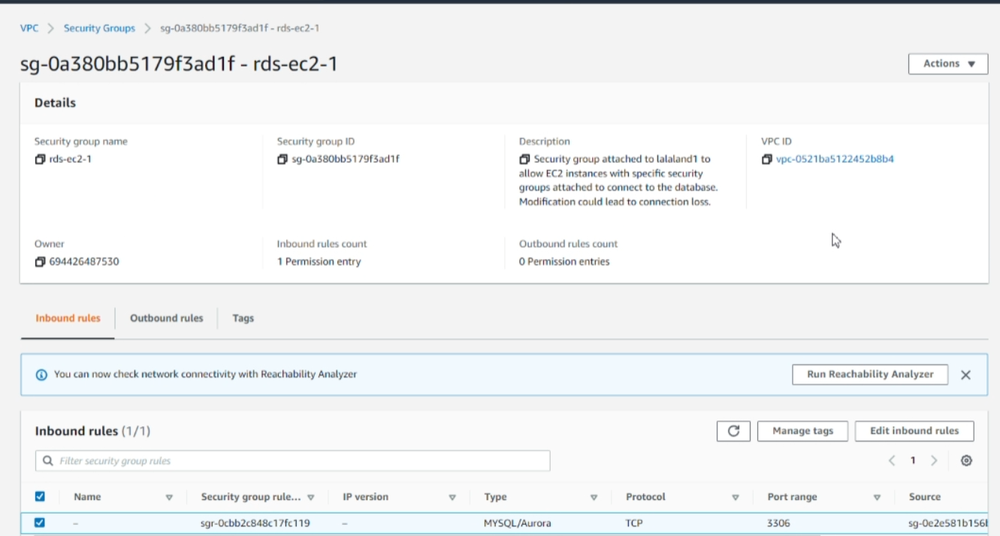 VPC > Security Groups > sg-0a380bb5179f3ad1f - rds-ec2-1
sg-0a380bb5179f3ad1f - rds-ec2-1
Actions ▼
Details
Security group name
rds-ec2-1
Security group ID
sg-0a380bb5179f3ad1f
Description
Security group attached to lalaland1 to
allow EC2 instances with specific security
groups attached to connect to the database.
Modification could lead to connection loss.
VPC ID
vpc-0521ba5122452b8b4
Owner
694426487530
Inbound rules count
1 Permission entry
Outbound rules count
0 Permission entries
Inbound rules Outbound rules Tags
You can now check network connectivity with Reachability Analyzer
Run Reachability Analyzer
Inbound rules (1/1)
Manage tags
Edit inbound rules
Filter security group rules
1
Name Security group rule... IP version Type Protocol Port range Source
– sgr-0cbb2c848c17fc119 – MYSQL/Aurora TCP 3306